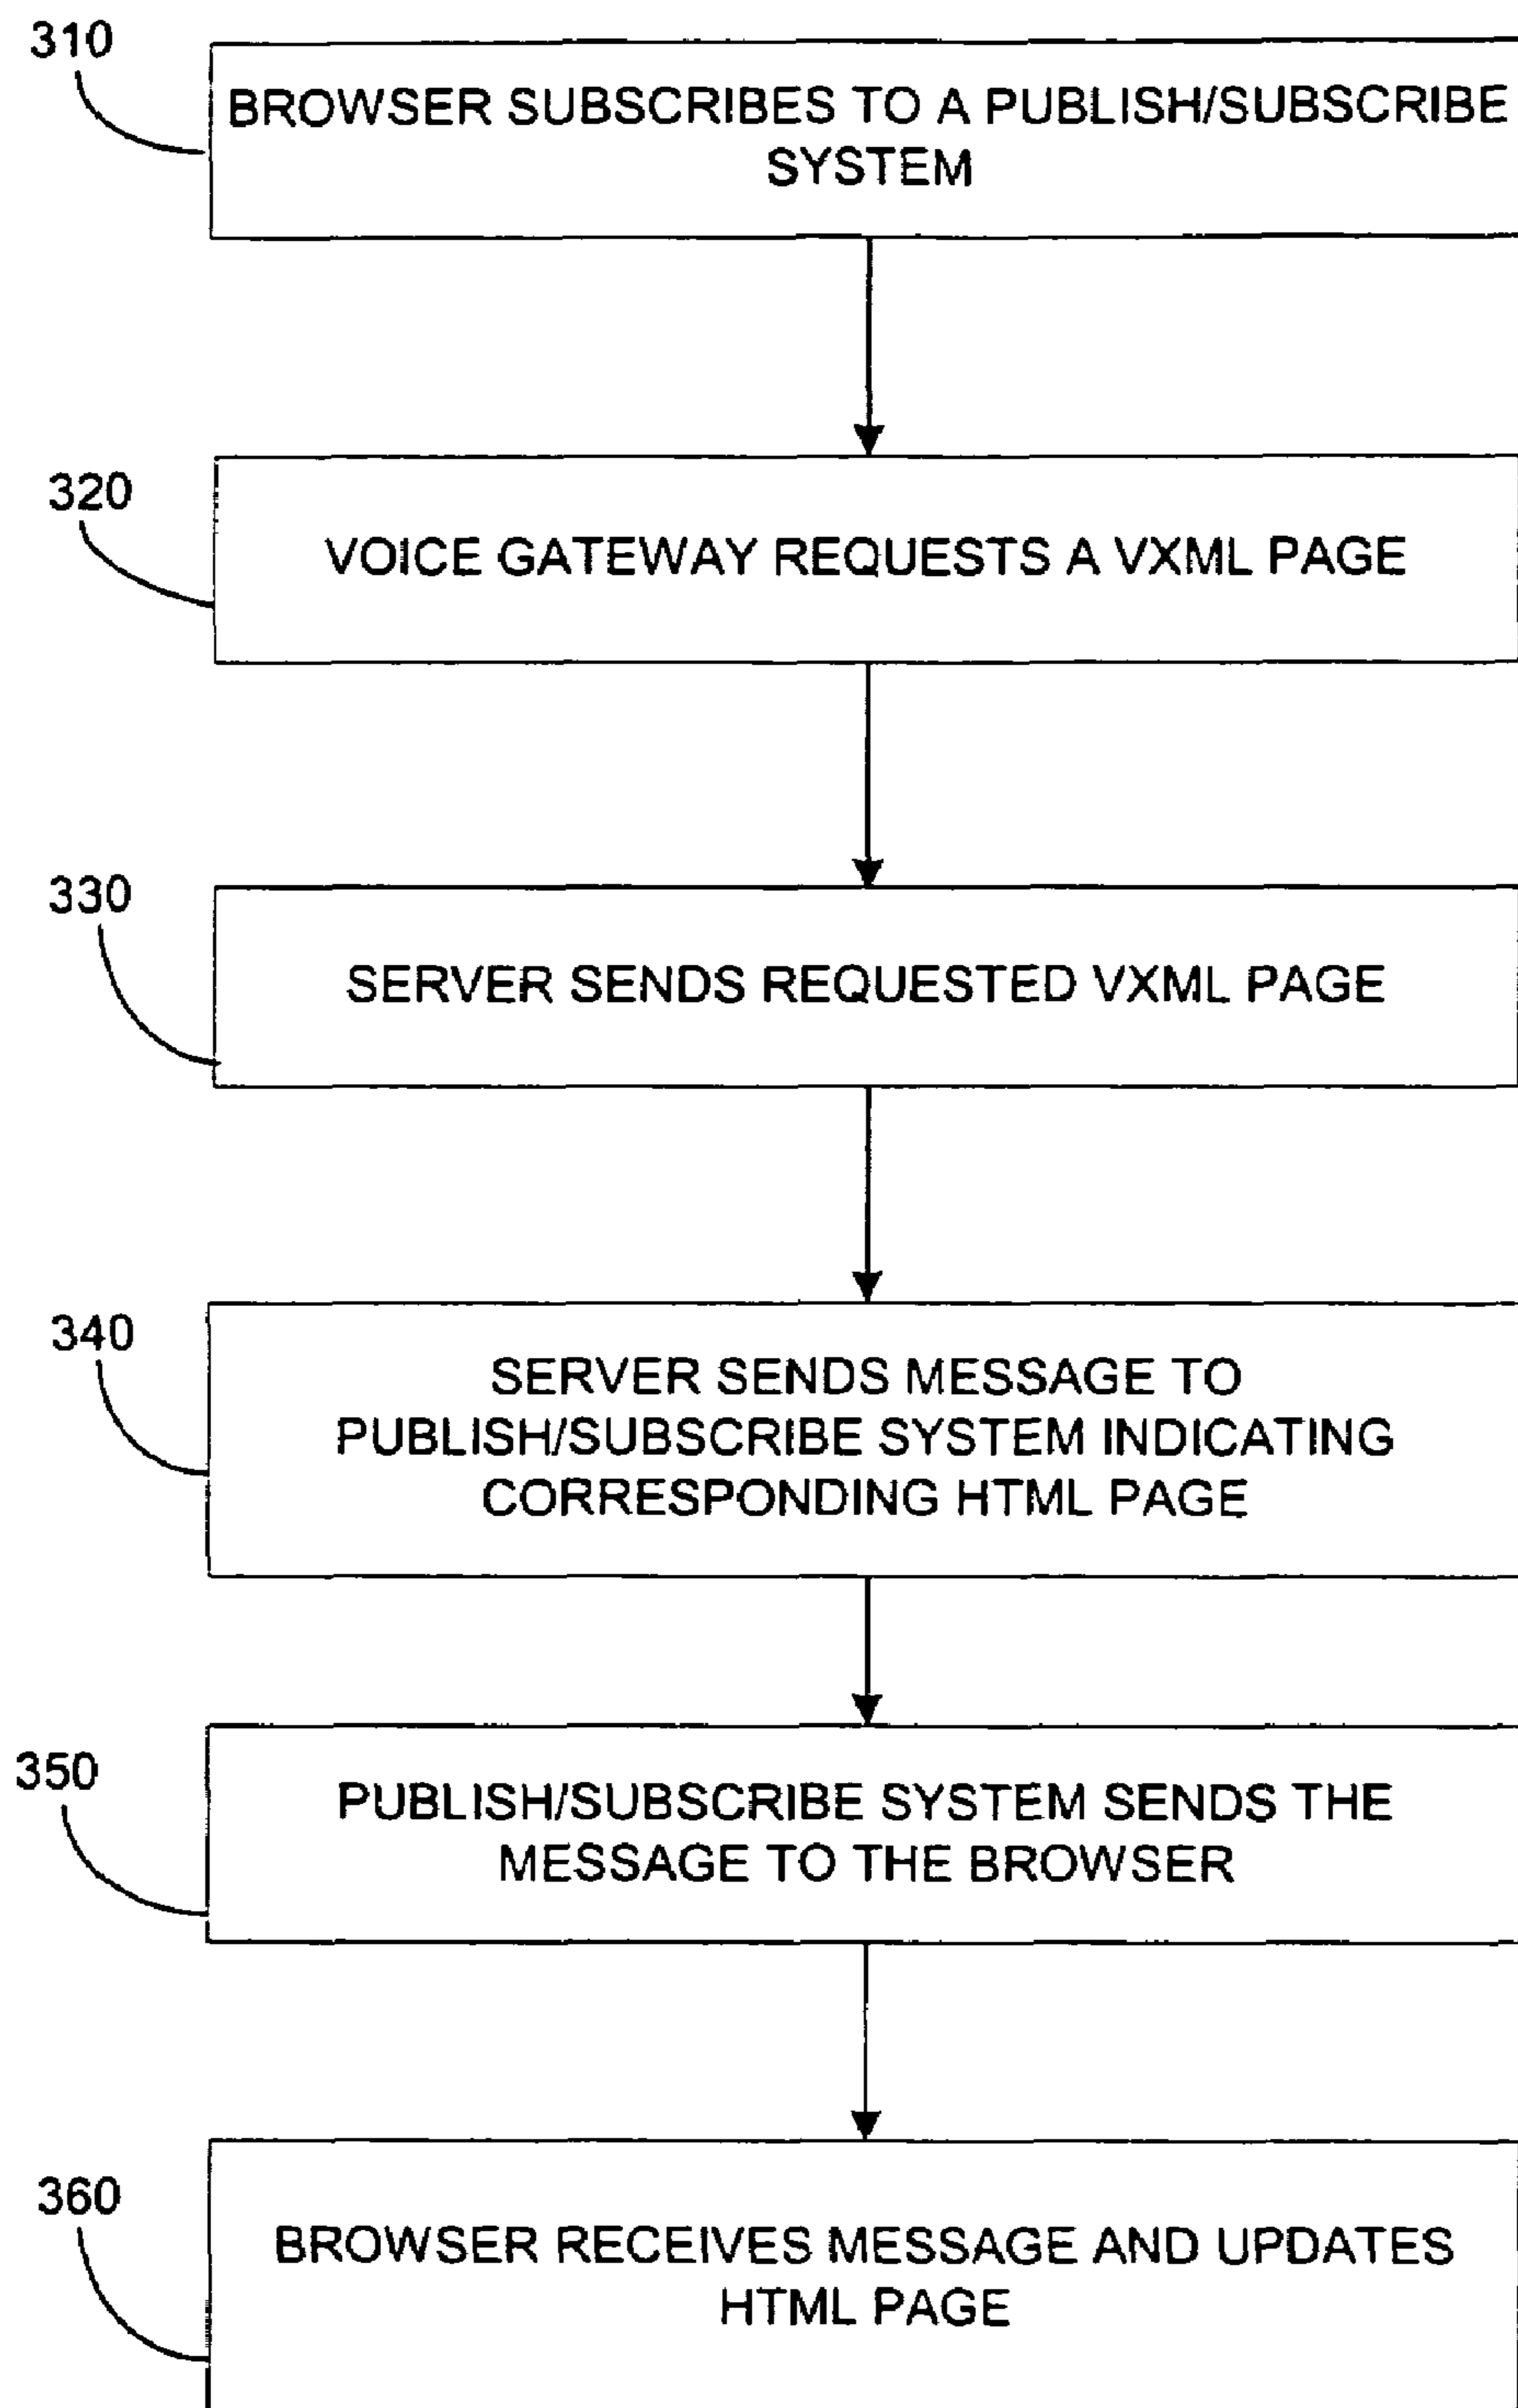 310
BROWSER SUBSCRIBES TO A PUBLISH/SUBSCRIBE
SYSTEM
320
VOICE GATEWAY REQUESTS A VXML PAGE
330
SERVER SENDS REQUESTED VXML PAGE
340
SERVER SENDS MESSAGE TO
PUBLISH/SUBSCRIBE SYSTEM INDICATING
CORRESPONDING HTML PAGE
350
PUBLISH/SUBSCRIBE SYSTEM SENDS THE
MESSAGE TO THE BROWSER
360
BROWSER RECEIVES MESSAGE AND UPDATES
HTML PAGE